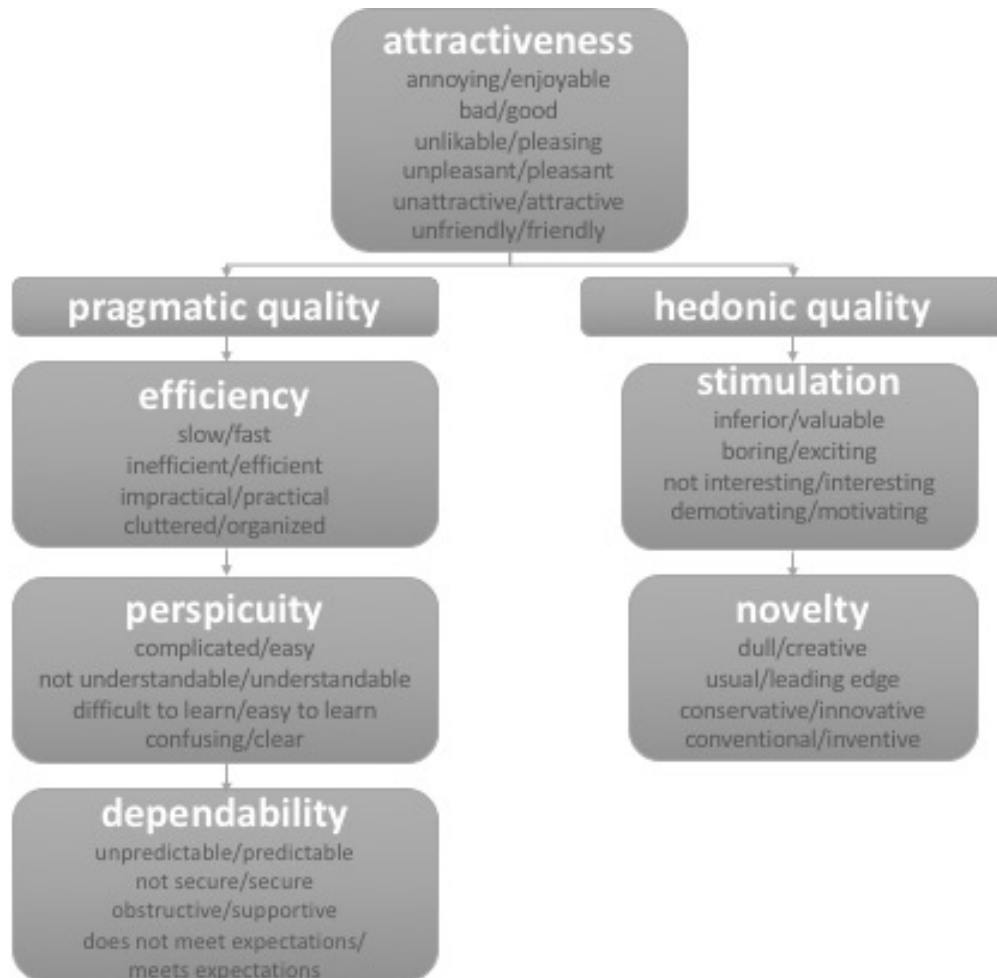 attractiveness
annoying/enjoyable
bad/good
unlikable/pleasing
unpleasant/pleasant
unattractive/attractive
unfriendly/friendly
pragmatic quality
efficiency
slow/fast
inefficient/efficient
impractical/practical
cluttered/organized
perspicuity
complicated/easy
not understandable/understandable
difficult to learn/easy to learn
confusing/clear
dependability
unpredictable/predictable
not secure/secure
obstructive/supportive
does not meet expectations/
meets expectations
hedonic quality
stimulation
inferior/valuable
boring/exciting
not interesting/interesting
demotivating/motivating
novelty
dull/creative
usual/leading edge
conservative/innovative
conventional/inventive